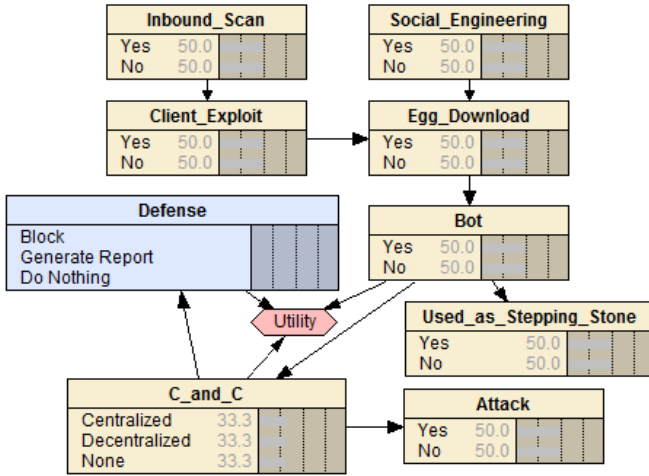 Inbound_Scan
Yes 50.0
No 50.0
Social_Engineering
Yes 50.0
No 50.0
Client_Exploit
Yes 50.0
No 50.0
Egg_Download
Yes 50.0
No 50.0
Defense
Block
Generate Report
Do Nothing
Bot
Yes 50.0
No 50.0
Utility
Used_as_Stepping_Stone
Yes 50.0
No 50.0
C_and_C
Centralized 33.3
Decentralized 33.3
None 33.3
Attack
Yes 50.0
No 50.0